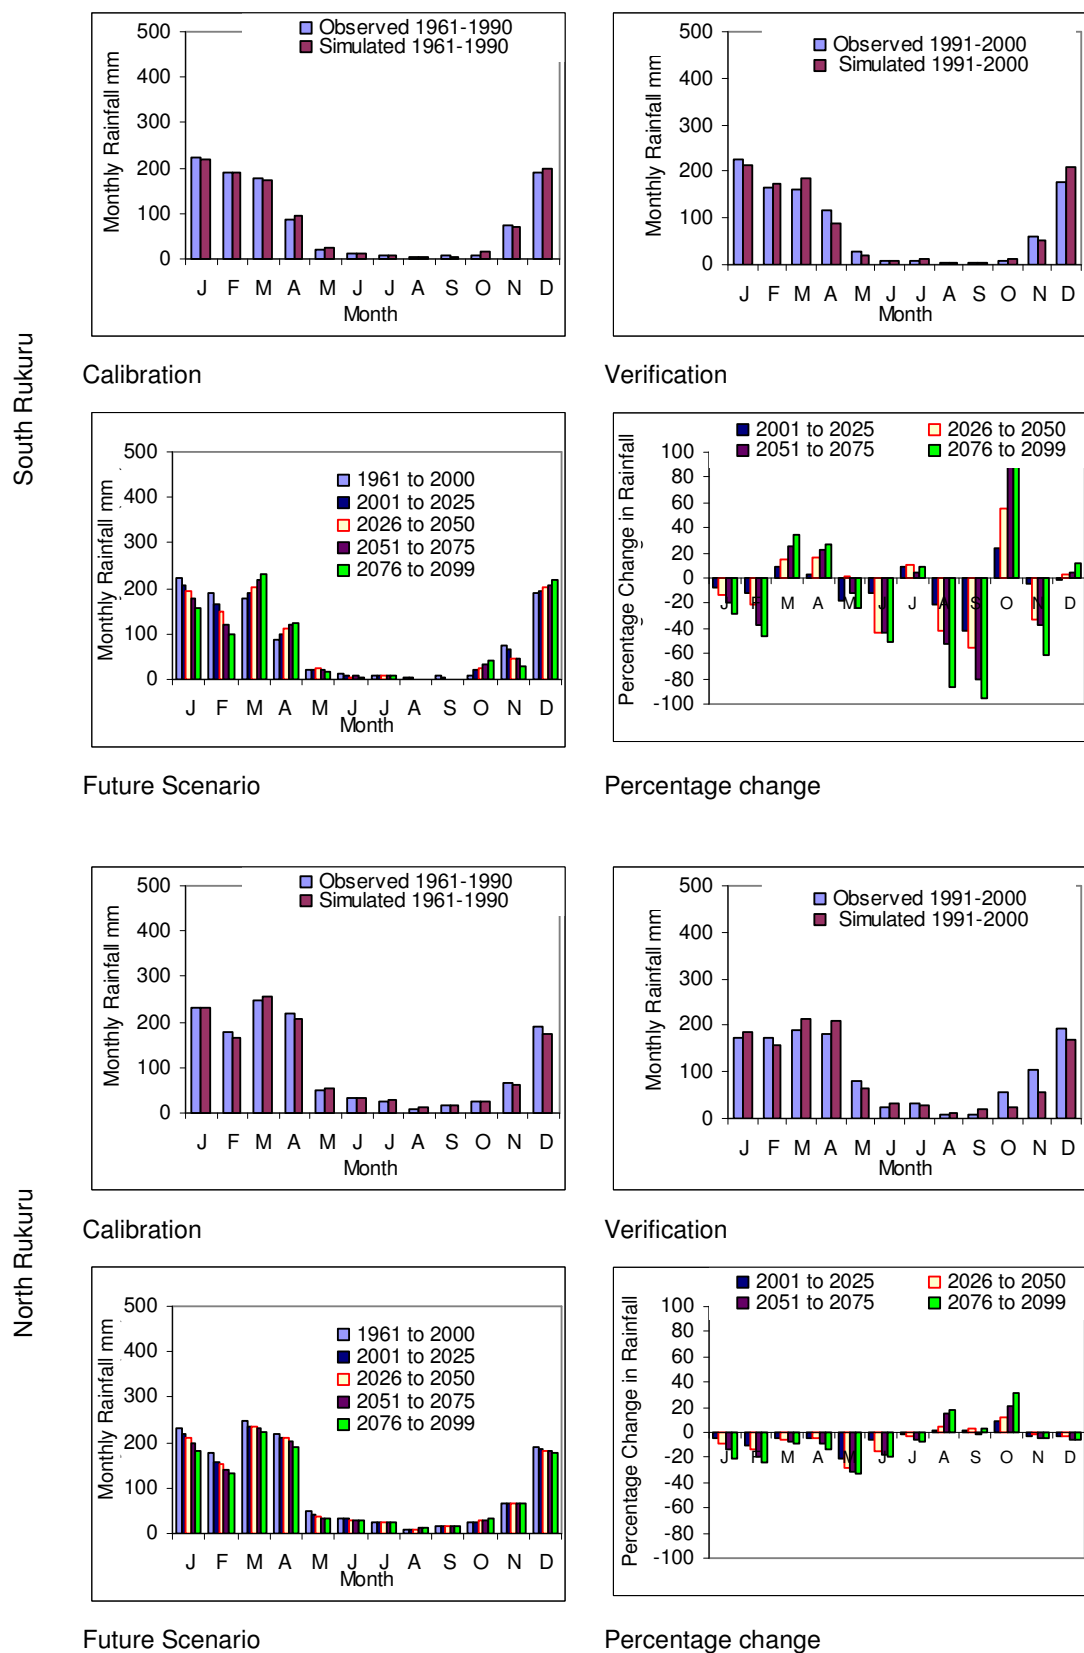 South Rukuru
Observed 1961-1990
Simulated 1961-1990
Monthly Rainfall mm
500
400
300
200
100
0
J F M A M J J A S O N D
Month
Calibration
Observed 1991-2000
Simulated 1991-2000
Monthly Rainfall mm
500
400
300
200
100
0
J F M A M J J A S O N D
Month
Verification
1961 to 2000
2001 to 2025
2026 to 2050
2051 to 2075
2076 to 2099
Monthly Rainfall mm
500
400
300
200
100
0
J F M A M J J A S O N D
Month
Future Scenario
2001 to 2025 2026 to 2050
2051 to 2075 2076 to 2099
Percentage Change in Rainfall
100
80
60
40
20
0
-20
-40
-60
-80
-100
J F M A M J J A S O N D
Percentage change
North Rukuru
Observed 1961-1990
Simulated 1961-1990
Monthly Rainfall mm
500
400
300
200
100
0
J F M A M J J A S O N D
Month
Calibration
Observed 1991-2000
Simulated 1991-2000
Monthly Rainfall mm
500
400
300
200
100
0
J F M A M J J A S O N D
Month
Verification
1961 to 2000
2001 to 2025
2026 to 2050
2051 to 2075
2076 to 2099
Monthly Rainfall mm
500
400
300
200
100
0
J F M A M J J A S O N D
Month
Future Scenario
2001 to 2025 2026 to 2050
2051 to 2075 2076 to 2099
Percentage Change in Rainfall
100
80
60
40
20
0
-20
-40
-60
-80
-100
J F M A M J J A S O N D
Percentage change